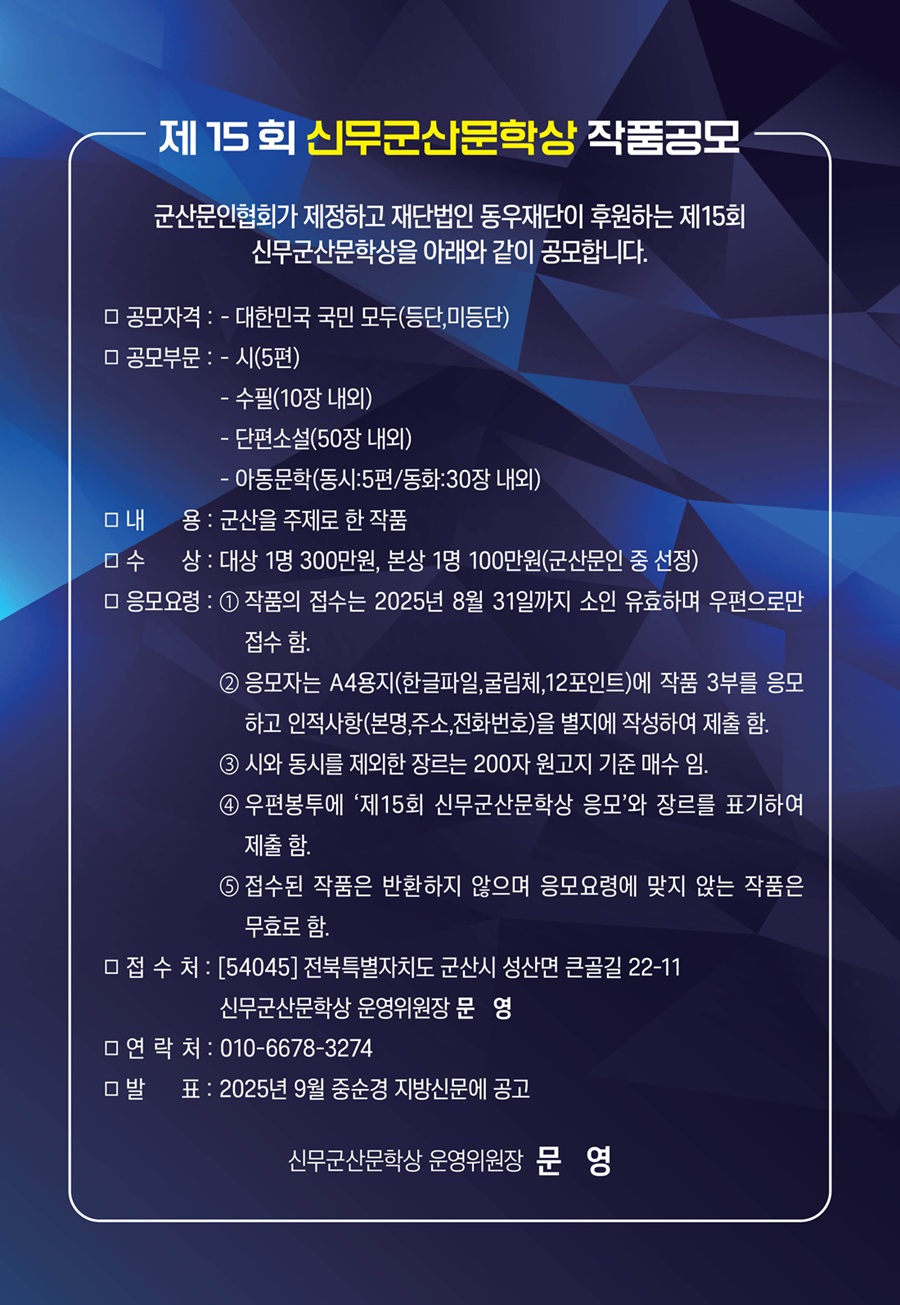 제 15 회 신무군산문학상 작품공모
군산문인협회가 제정하고 재단법인 동우재단이 후원하는 제15회
신무군산문학상을 아래와 같이 공모합니다.
□ 공모자격 : - 대한민국 국민 모두(등단,미등단)
□ 공모부문 : - 시(5편)
- 수필(10장 내외)
- 단편소설(50장 내외)
- 아동문학(동시:5편/동화:30장 내외)
□ 내 용 : 군산을 주제로 한 작품
□ 수 상 : 대상 1명 300만원, 본상 1명 100만원(군산문인 중 선정)
□ 응모요령 : ① 작품의 접수는 2025년 8월 31일까지 소인 유효하며 우편으로만
접수 함.
② 응모자는 A4용지(한글파일,굴림체,12포인트)에 작품 3부를 응모
하고 인적사항(본명,주소,전화번호)을 별지에 작성하여 제출 함.
③ 시와 동시를 제외한 장르는 200자 원고지 기준 매수 임.
④ 우편봉투에 ‘제15회 신무군산문학상 응모’와 장르를 표기하여
제출 함.
⑤ 접수된 작품은 반환하지 않으며 응모요령에 맞지 앉는 작품은
무효로 함.
□ 접 수 처 : [54045] 전북특별자치도 군산시 성산면 큰골길 22-11
신무군산문학상 운영위원장 문 영
□ 연 락 처 : 010-6678-3274
□ 발 표 : 2025년 9월 중순경 지방신문에 공고
신무군산문학상 운영위원장 문 영